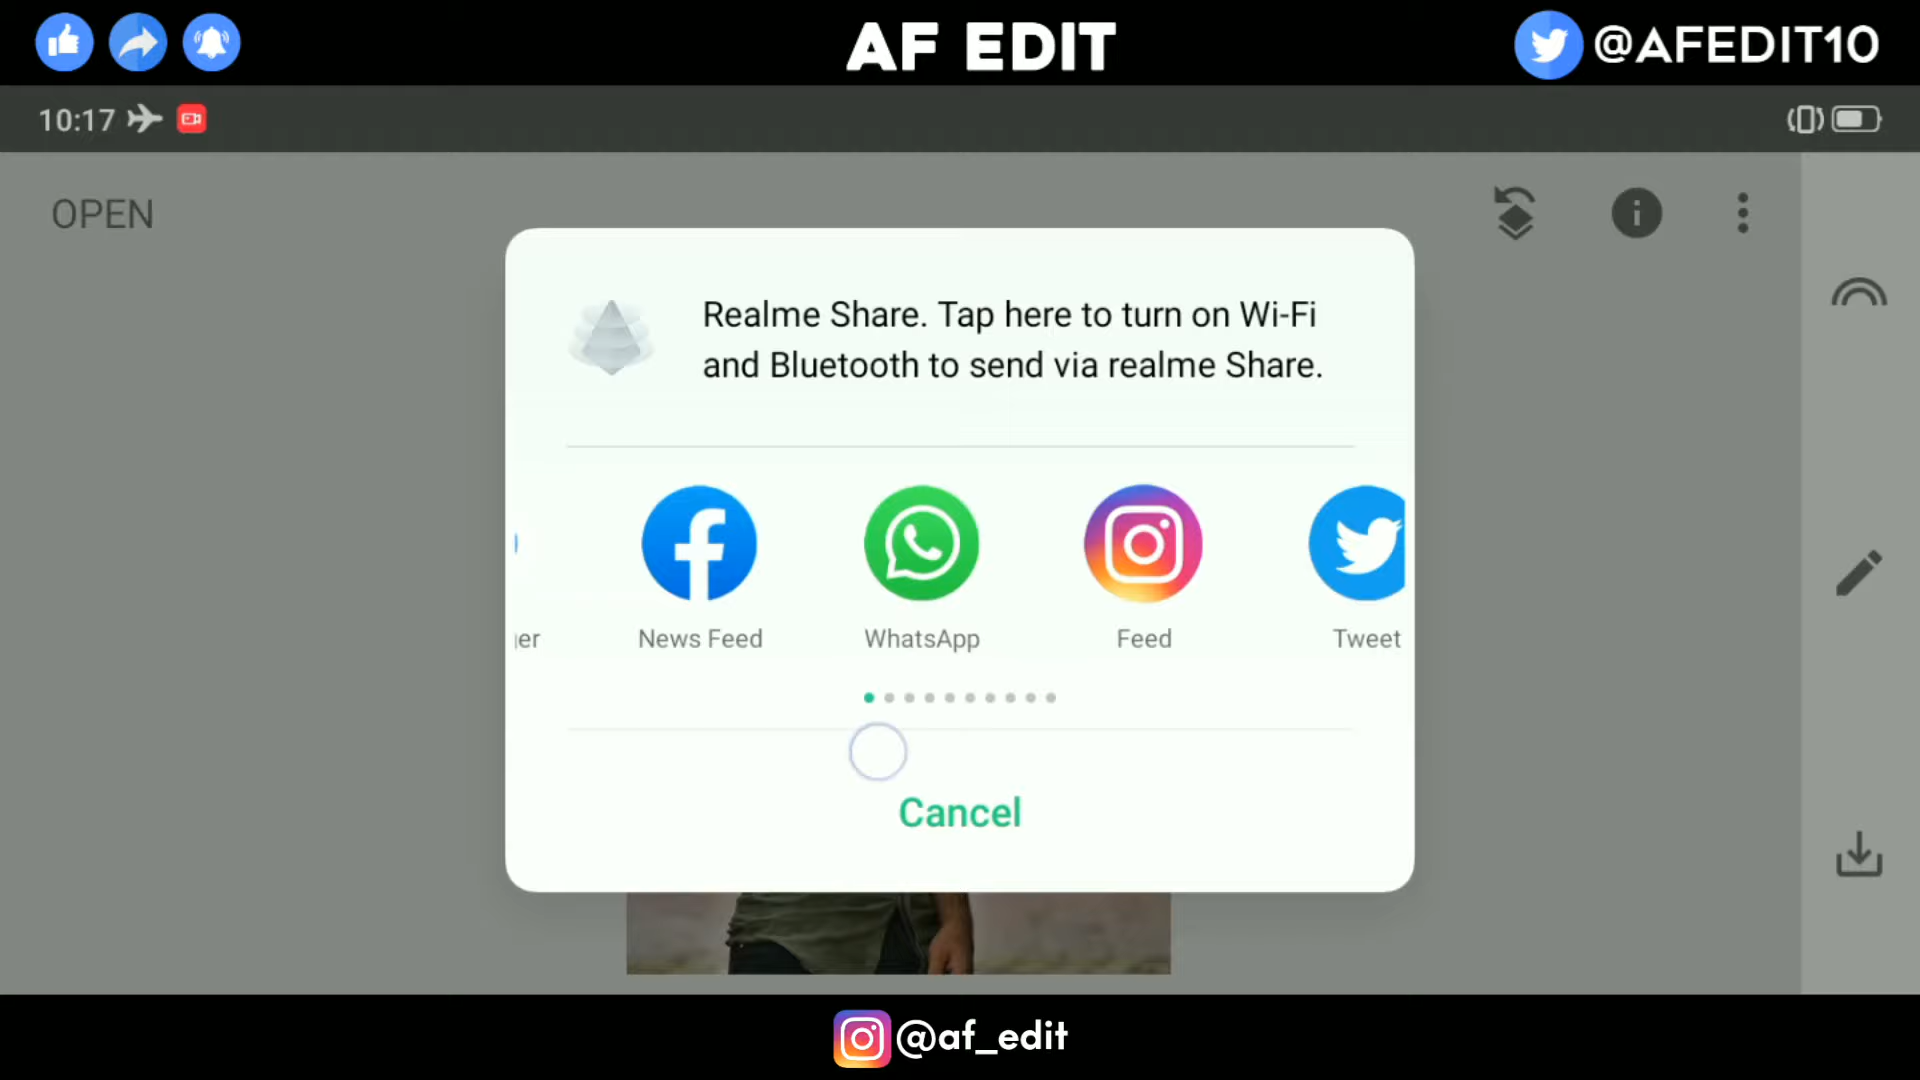 AF EDIT
@AFEDIT10
10:17
OPEN
Realme Share. Tap here to turn on Wi-Fi
and Bluetooth to send via realme Share.
er
News Feed
WhatsApp
Feed
Tweet
Cancel
@af_edit